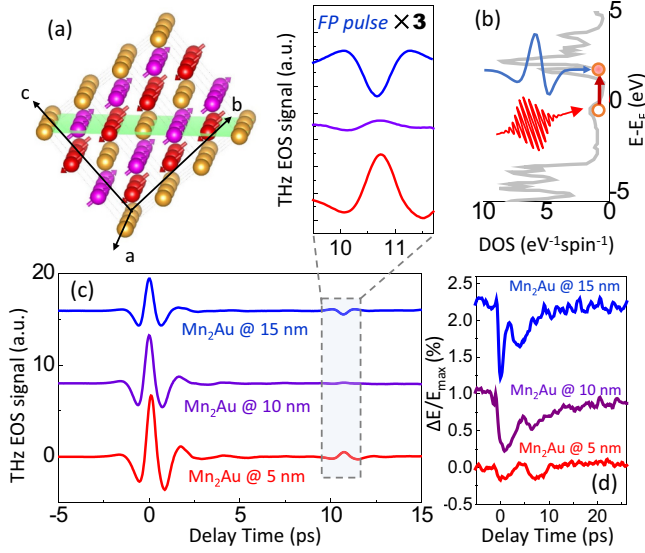 (a)
c
b
a
FP pulse ×3
THz EOS signal (a.u.)
10
11
(b)
5
0
-5
E-E_F (eV)
10
5
0
DOS (eV⁻¹spin⁻¹)
(c)
20
10
0
THz EOS signal (a.u.)
Mn₂Au @ 15 nm
Mn₂Au @ 10 nm
Mn₂Au @ 5 nm
-5
0
5
10
15
Delay Time (ps)
2.5
2.0
1.5
1.0
0.5
0.0
-0.5
ΔE/E_max (%)
Mn₂Au @ 15 nm
Mn₂Au @ 10 nm
Mn₂Au @ 5 nm
(d)
0
10
20
Delay Time (ps)